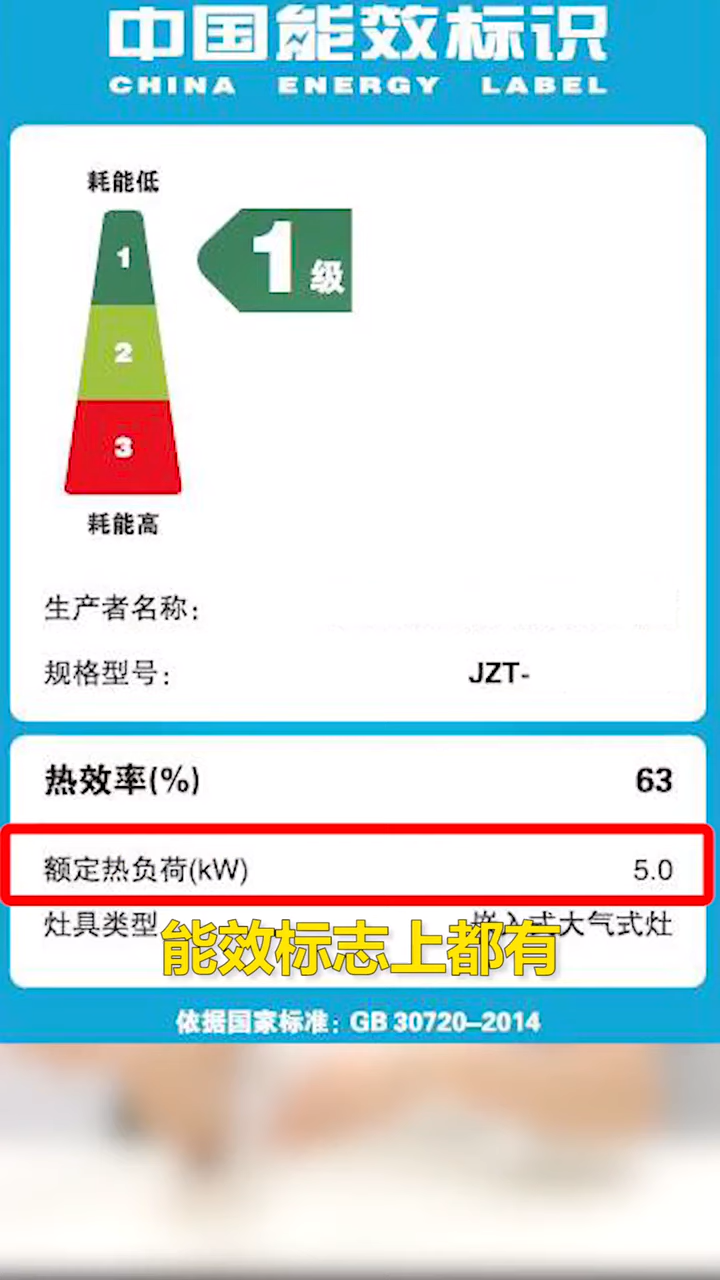 中国能效标识
CHINA ENERGY LABEL
耗能低
1
1级
2
3
耗能高
生产者名称:
规格型号: JZT-
热效率(%) 63
额定热负荷(kW) 5.0
灶具类型 嵌入式大气式灶
能效标志上都有
依据国家标准: GB 30720-2014